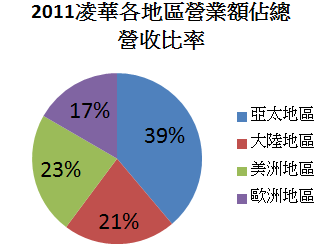 2011凌華各地區營業額佔總
營收比率
39%
21%
23%
17%
亞太地區
大陸地區
美洲地區
歐洲地區